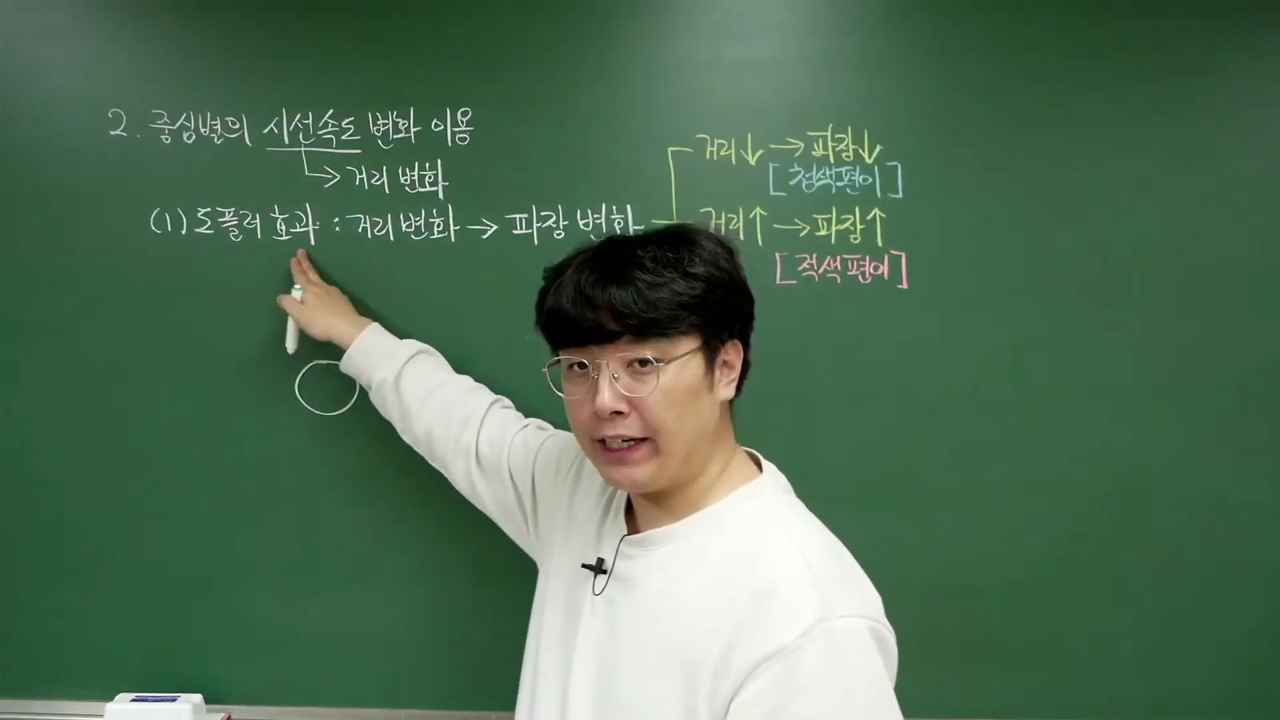 2. 중심별의 시선속도 변화 이용
→ 거리 변화
(1) 도플러 효과 : 거리 변화 → 파장 변화
거리↓ → 파장↓
[청색편이]
거리↑ → 파장↑
[적색편이]